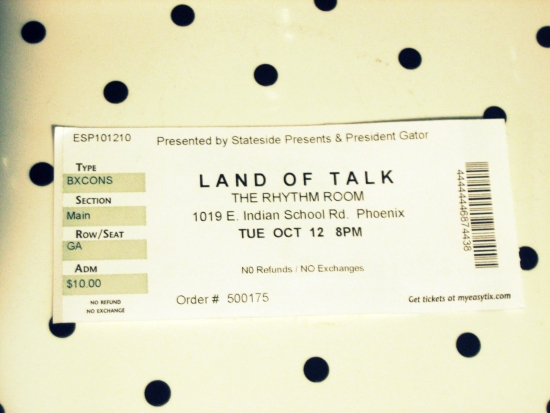 ESP101210
Presented by Stateside Presents & President Gator
TYPE
BXCONS
SECTION
Main
ROW/SEAT
GA
ADM
$10.00
NO REFUND
NO EXCHANGE
LAND OF TALK
THE RHYTHM ROOM
1019 E. Indian School Rd. Phoenix
TUE OCT 12 8PM
NO Refunds / NO Exchanges
Order # 500175
44444446874436
Get tickets at myeasytix.com